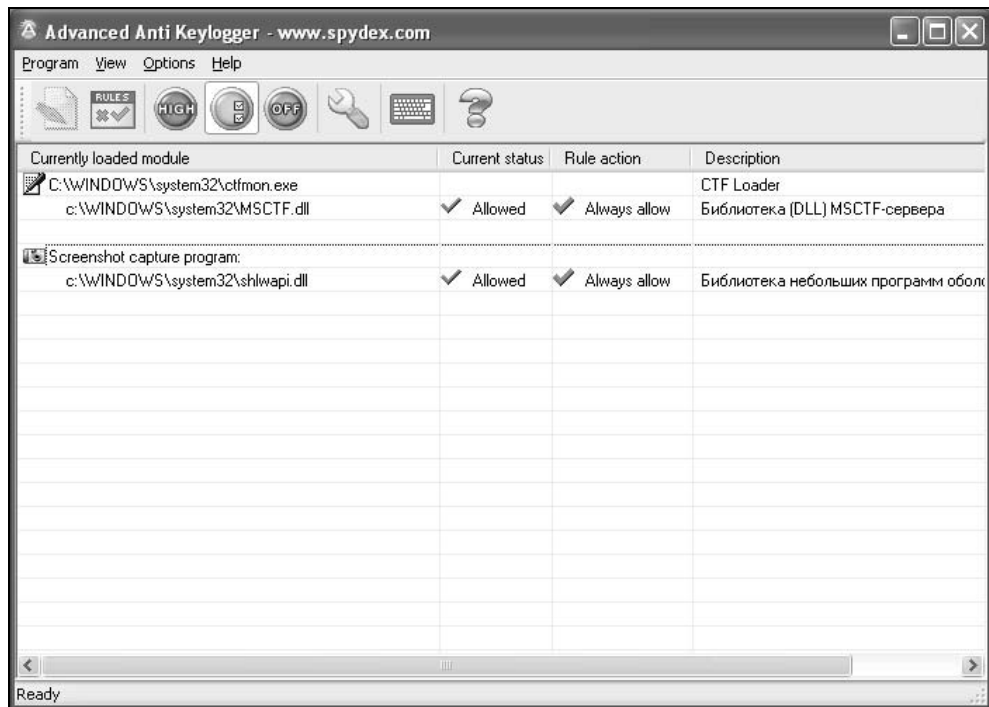 Advanced Anti Keylogger - www.spydex.com
Program View Options Help
RULES HIGH OFF
Currently loaded module Current status Rule action Description
C:\WINDOWS\system32\ctfmon.exe CTF Loader
c:\WINDOWS\system32\MSCTF.dll Allowed Always allow Библиотека (DLL) MSCTF-сервера
Screenshot capture program:
c:\WINDOWS\system32\shlwapi.dll Allowed Always allow Библиотека небольших программ оболо
Ready